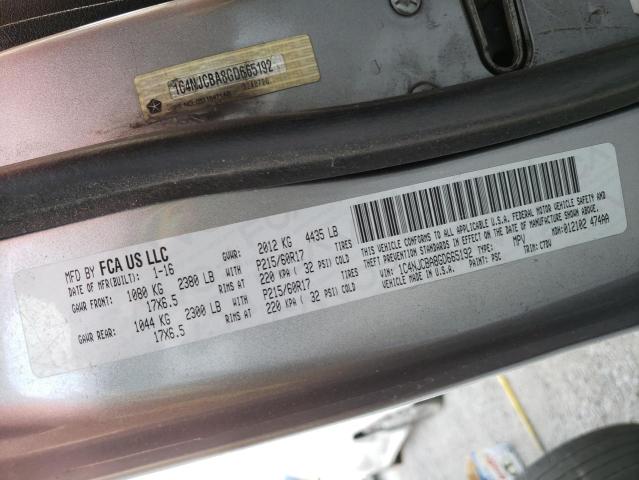 1C4NJCBA8GD665192
MFD BY FCA US LLC
DATE OF MFR(BUILT): 1-16 GVWR: 2012 KG 4435 LB
GAWR FRONT: 1080 KG 2380 LB P215/60R17 TIRES
17X6.5 RIMS AT 220 KPA ( 32 PSI) COLD
GAWR REAR: 1044 KG 2300 LB P215/60R17 TIRES
17X6.5 RIMS AT 220 KPA ( 32 PSI) COLD
THIS VEHICLE CONFORMS TO ALL APPLICABLE U.S.A. FEDERAL MOTOR VEHICLE SAFETY AND
THEFT PREVENTION STANDARDS IN EFFECT ON THE DATE OF MANUFACTURE SHOWN ABOVE.
VIN: 1C4NJCBA8GD665192 TYPE: MPV MDH:012102 474AA
VEHICLE MADE IN U.S.A. PAINT: PSC TRIM: CTDV